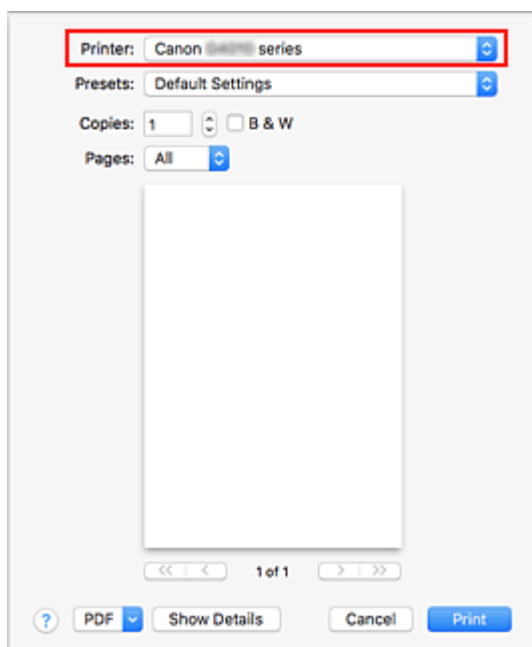 Printer: Canon series
Presets: Default Settings
Copies: 1 B & W
Pages: All
<< < 1 of 1 > >>
? PDF Show Details Cancel Print